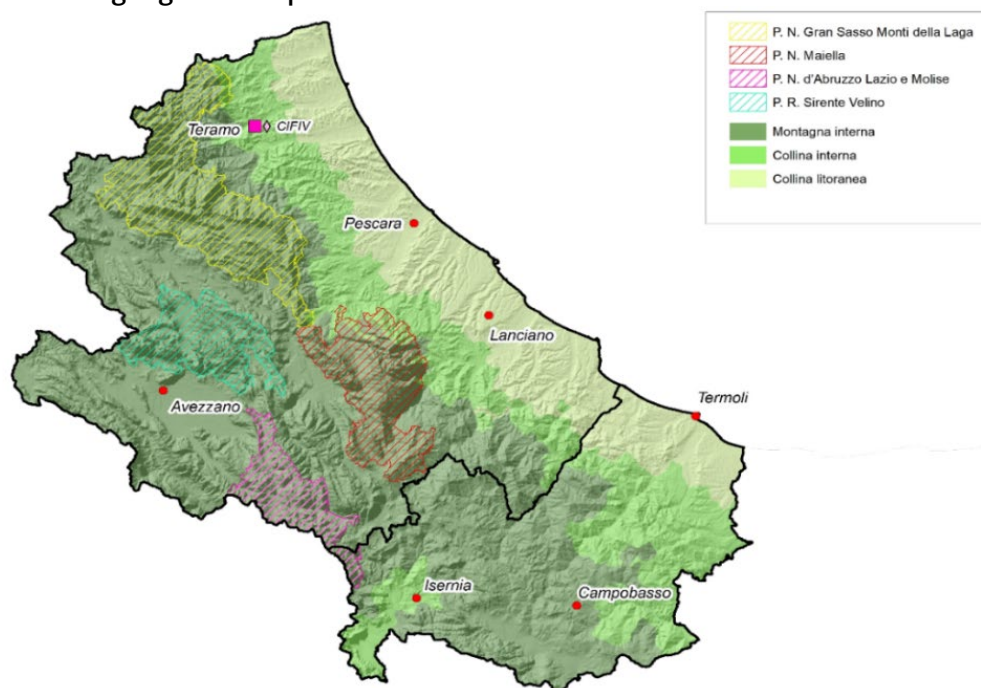 P. N. Gran Sasso Monti della Laga
P. N. Maiella
P. N. d'Abruzzo Lazio e Molise
P. R. Sirente Velino
Montagna interna
Collina interna
Collina litoranea
Teramo
CIFIV
Pescara
Lanciano
Avezzano
Termoli
Isernia
Campobasso